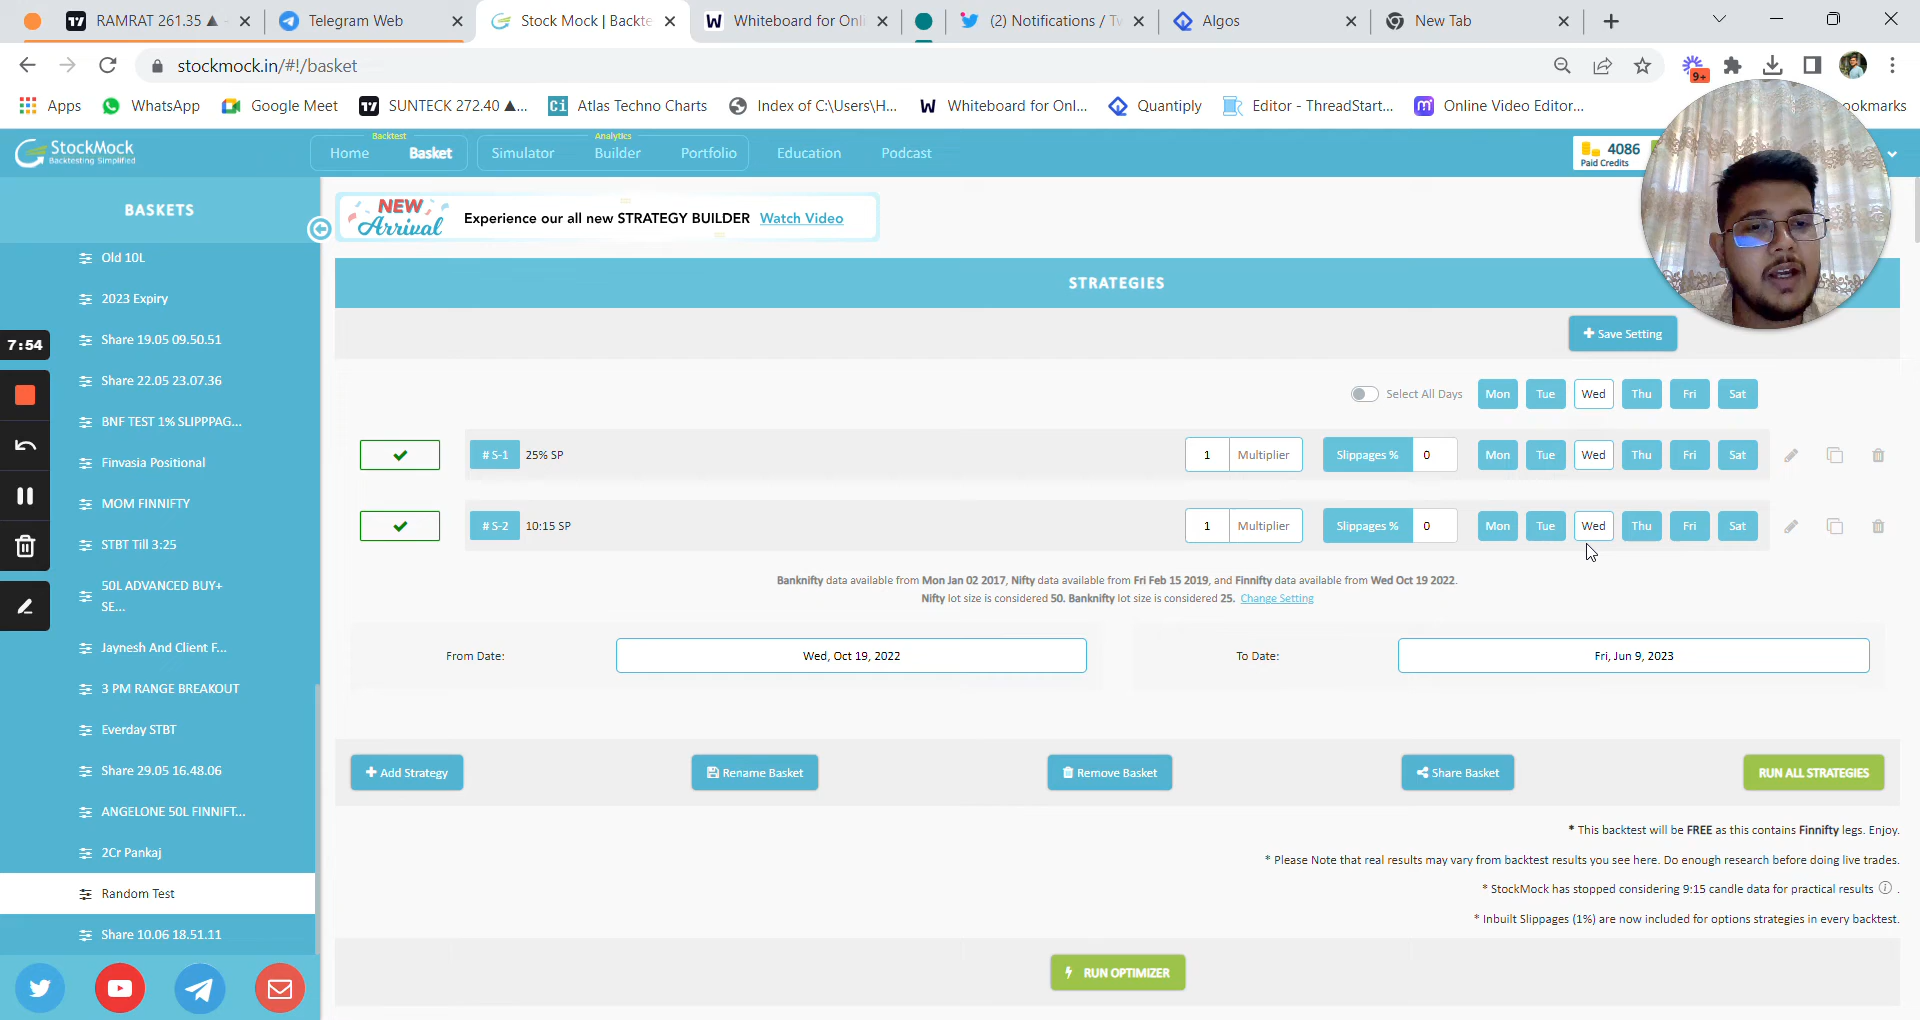 RAMRAT 261.35 ▲
Telegram Web
Stock Mock | Backte
Whiteboard for Onl
(2) Notifications / Tw
Algos
New Tab
stockmock.in/#!/basket
9+
Apps
WhatsApp
Google Meet
SUNTECK 272.40 ▲...
Atlas Techno Charts
Index of C:\Users\H...
Whiteboard for Onl...
Quantiply
Editor - ThreadStart...
Online Video Editor...
ookmarks
StockMock
Backtesting Simplified
Backtest
Home
Basket
Analytics
Simulator
Builder
Portfolio
Education
Podcast
4086
Paid Credits
BASKETS
NEW
Arrival
Experience our all new STRATEGY BUILDER Watch Video
Old 10L
2023 Expiry
Share 19.05 09.50.51
Share 22.05 23.07.36
BNF TEST 1% SLIPPPAG...
Finvasia Positional
MOM FINNIFTY
STBT Till 3:25
50L ADVANCED BUY+
SE...
Jaynesh And Client F...
3 PM RANGE BREAKOUT
Everday STBT
Share 29.05 16.48.06
ANGELONE 50L FINNIFT...
2Cr Pankaj
Random Test
Share 10.06 18.51.11
7:54
STRATEGIES
+ Save Setting
Select All Days Mon Tue Wed Thu Fri Sat
# S-1 25% SP 1 Multiplier Slippages % 0 Mon Tue Wed Thu Fri Sat
# S-2 10:15 SP 1 Multiplier Slippages % 0 Mon Tue Wed Thu Fri Sat
Banknifty data available from Mon Jan 02 2017, Nifty data available from Fri Feb 15 2019, and Finnifty data available from Wed Oct 19 2022.
Nifty lot size is considered 50. Banknifty lot size is considered 25. Change Setting
From Date: Wed, Oct 19, 2022 To Date: Fri, Jun 9, 2023
+ Add Strategy
Rename Basket
Remove Basket
Share Basket
RUN ALL STRATEGIES
* This backtest will be FREE as this contains Finnifty legs. Enjoy.
* Please Note that real results may vary from backtest results you see here. Do enough research before doing live trades.
* StockMock has stopped considering 9:15 candle data for practical results ⓘ .
* Inbuilt Slippages (1%) are now included for options strategies in every backtest.
RUN OPTIMIZER